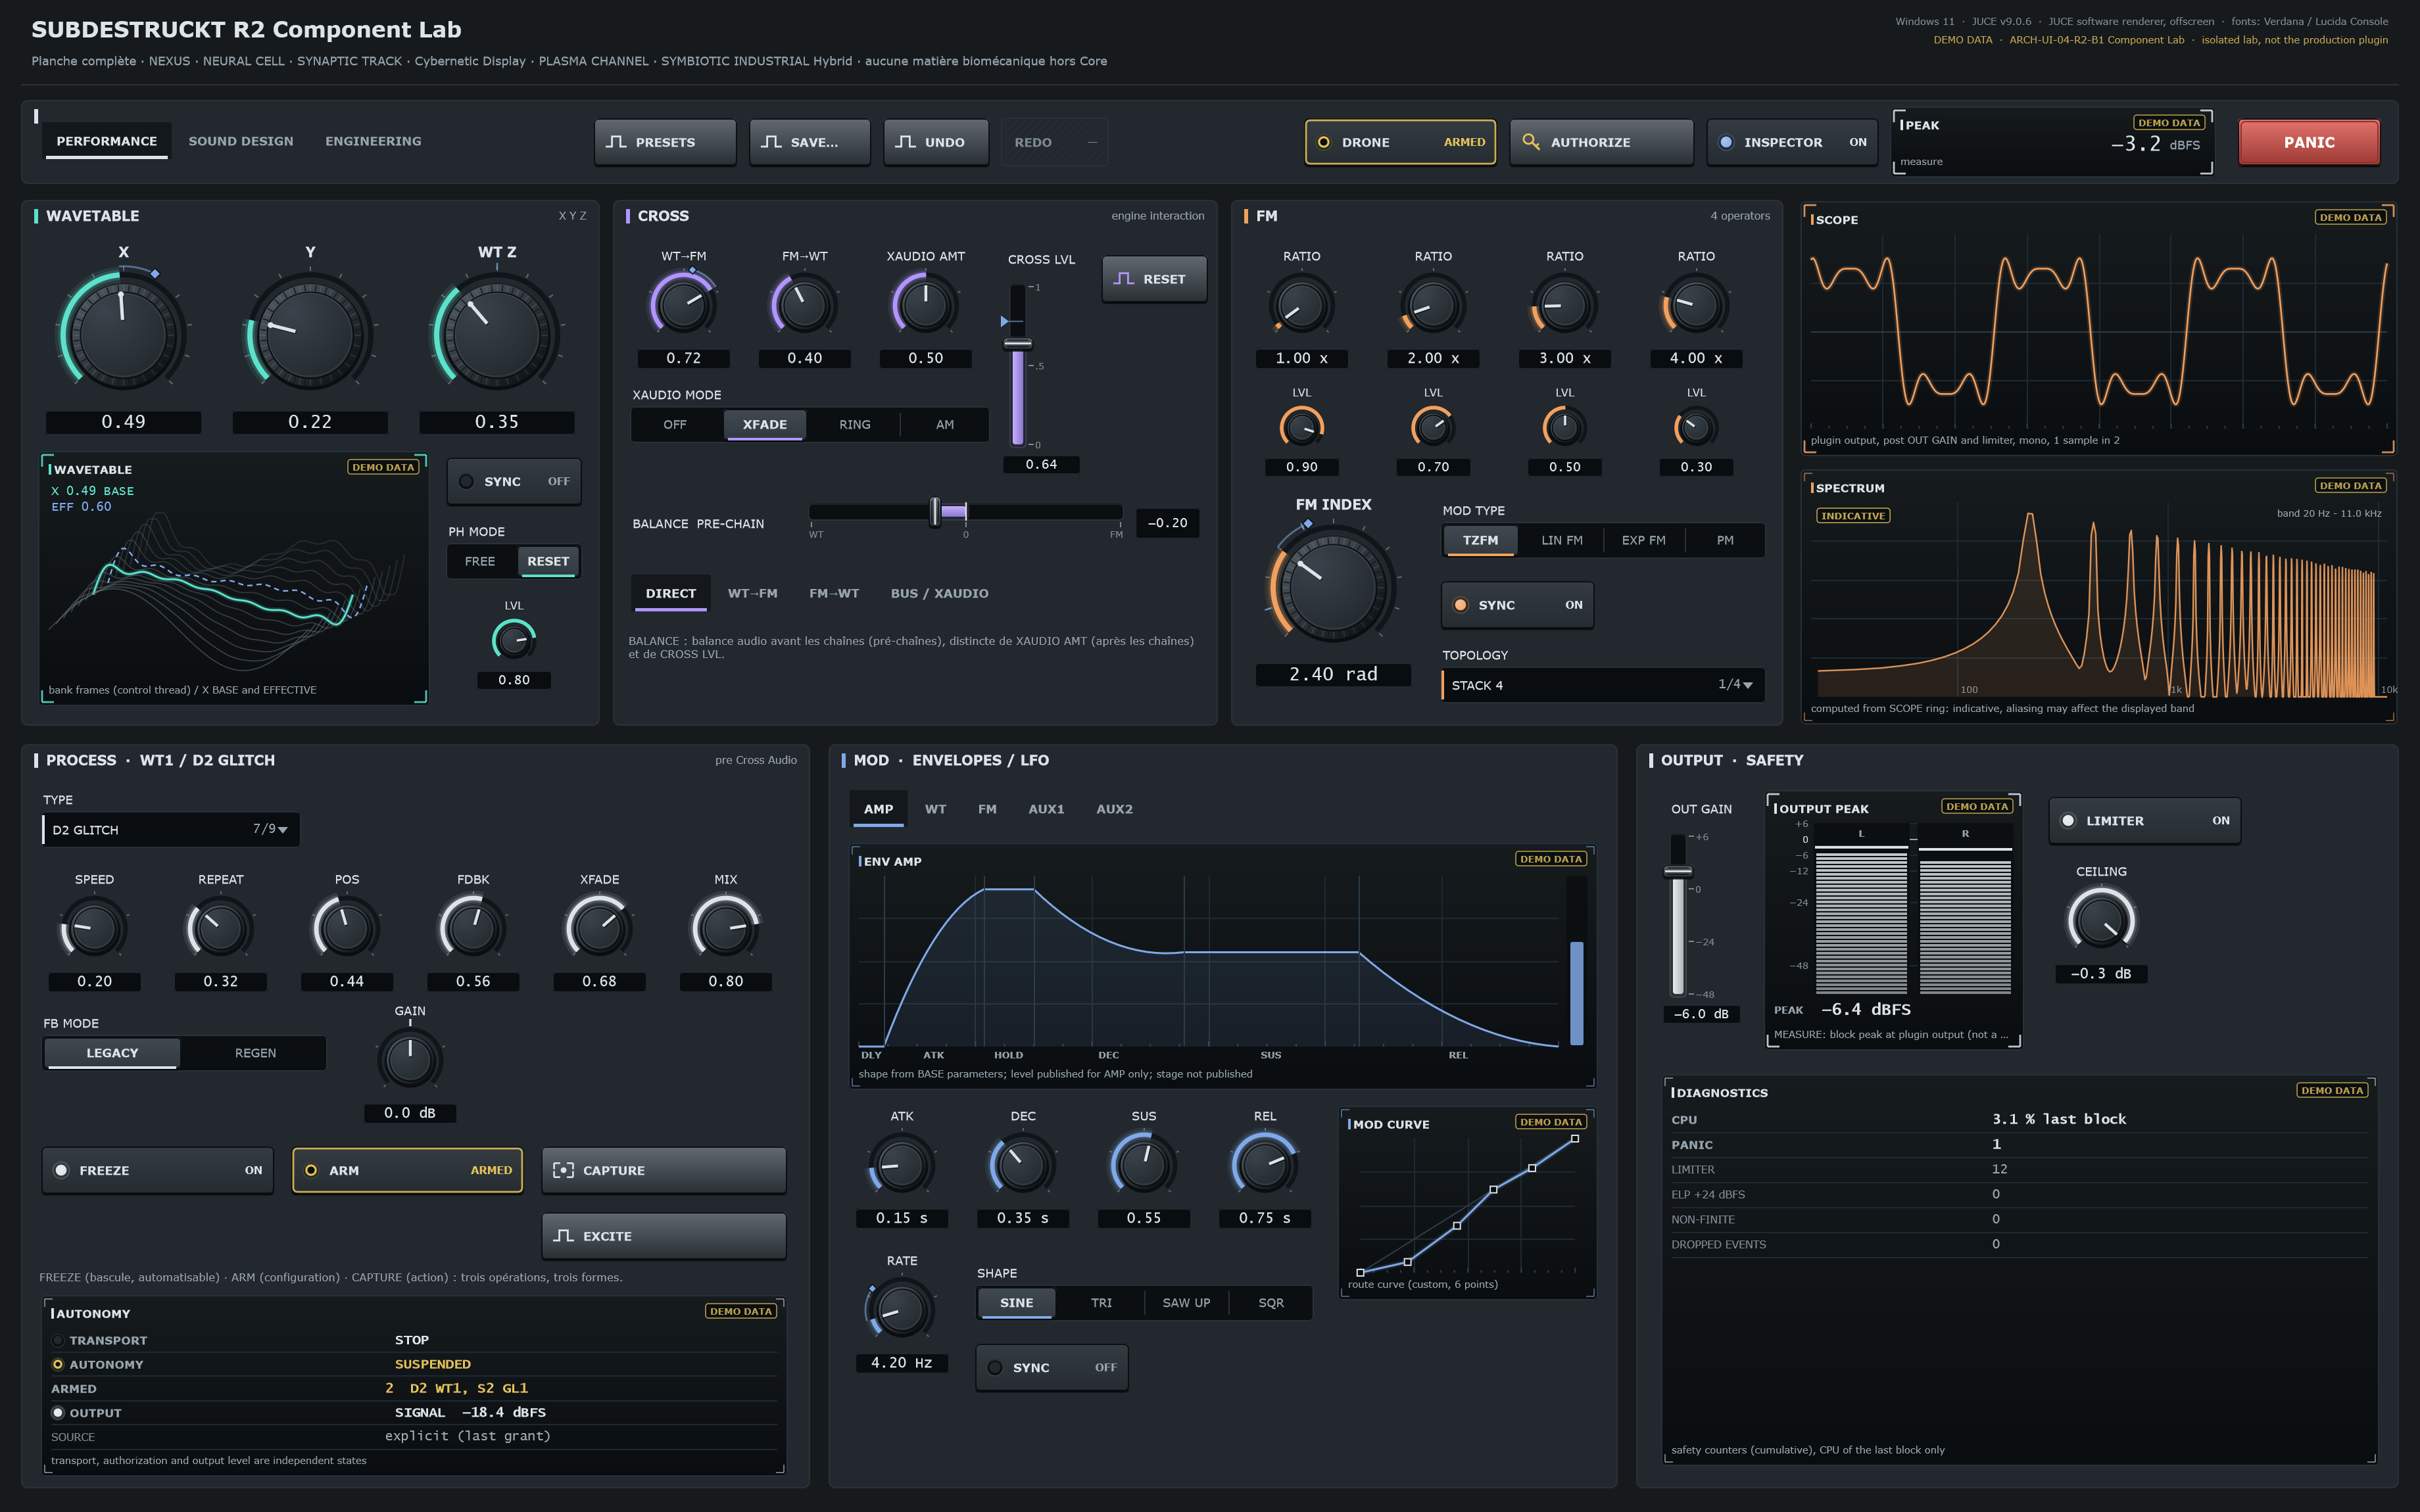 SUBDESTRUCKT R2 Component Lab
Windows 11 · JUCE v9.0.6 · JUCE software renderer, offscreen · fonts: Verdana / Lucida Console
DEMO DATA · ARCH-UI-04-R2-B1 Component Lab · isolated lab, not the production plugin
Planche complète · NEXUS · NEURAL CELL · SYNAPTIC TRACK · Cybernetic Display · PLASMA CHANNEL · SYMBIOTIC INDUSTRIAL Hybrid · aucune matière biomécanique hors Core
PERFORMANCE SOUND DESIGN ENGINEERING
PRESETS SAVE... UNDO REDO —
DRONE ARMED AUTHORIZE INSPECTOR ON
PEAK DEMO DATA
−3.2 dBFS
measure
PANIC
WAVETABLE X Y Z
X Y WT Z
0.49 0.22 0.35
WAVETABLE DEMO DATA
X 0.49 BASE
EFF 0.60
bank frames (control thread) / X BASE and EFFECTIVE
SYNC OFF
PH MODE
FREE RESET
LVL
0.80
CROSS engine interaction
WT→FM FM→WT XAUDIO AMT CROSS LVL
RESET
0.72 0.40 0.50
1
.5
0
0.64
XAUDIO MODE
OFF XFADE RING AM
BALANCE PRE-CHAIN
WT 0 FM
−0.20
DIRECT WT→FM FM→WT BUS / XAUDIO
BALANCE : balance audio avant les chaînes (pré-chaînes), distincte de XAUDIO AMT (après les chaînes)
et de CROSS LVL.
FM 4 operators
RATIO RATIO RATIO RATIO
1.00 x 2.00 x 3.00 x 4.00 x
LVL LVL LVL LVL
0.90 0.70 0.50 0.30
FM INDEX
2.40 rad
MOD TYPE
TZFM LIN FM EXP FM PM
SYNC ON
TOPOLOGY
STACK 4 1/4
SCOPE DEMO DATA
plugin output, post OUT GAIN and limiter, mono, 1 sample in 2
SPECTRUM DEMO DATA
INDICATIVE band 20 Hz - 11.0 kHz
100 1k 10k
computed from SCOPE ring: indicative, aliasing may affect the displayed band
PROCESS · WT1 / D2 GLITCH pre Cross Audio
TYPE
D2 GLITCH 7/9
SPEED REPEAT POS FDBK XFADE MIX
0.20 0.32 0.44 0.56 0.68 0.80
FB MODE
LEGACY REGEN
GAIN
0.0 dB
FREEZE ON ARM ARMED CAPTURE
EXCITE
FREEZE (bascule, automatisable) · ARM (configuration) · CAPTURE (action) : trois opérations, trois formes.
AUTONOMY DEMO DATA
TRANSPORT STOP
AUTONOMY SUSPENDED
ARMED 2 D2 WT1, S2 GL1
OUTPUT SIGNAL −18.4 dBFS
SOURCE explicit (last grant)
transport, authorization and output level are independent states
MOD · ENVELOPES / LFO
AMP WT FM AUX1 AUX2
ENV AMP DEMO DATA
DLY ATK HOLD DEC SUS REL
shape from BASE parameters; level published for AMP only; stage not published
ATK DEC SUS REL
0.15 s 0.35 s 0.55 0.75 s
MOD CURVE DEMO DATA
route curve (custom, 6 points)
RATE
4.20 Hz
SHAPE
SINE TRI SAW UP SQR
SYNC OFF
OUTPUT · SAFETY
OUT GAIN
+6
0
−24
−48
−6.0 dB
OUTPUT PEAK DEMO DATA
L R
+6
0
−6
−12
−24
−48
PEAK −6.4 dBFS
MEASURE: block peak at plugin output (not a ...
LIMITER ON
CEILING
−0.3 dB
DIAGNOSTICS DEMO DATA
CPU 3.1 % last block
PANIC 1
LIMITER 12
ELP +24 dBFS 0
NON-FINITE 0
DROPPED EVENTS 0
safety counters (cumulative), CPU of the last block only